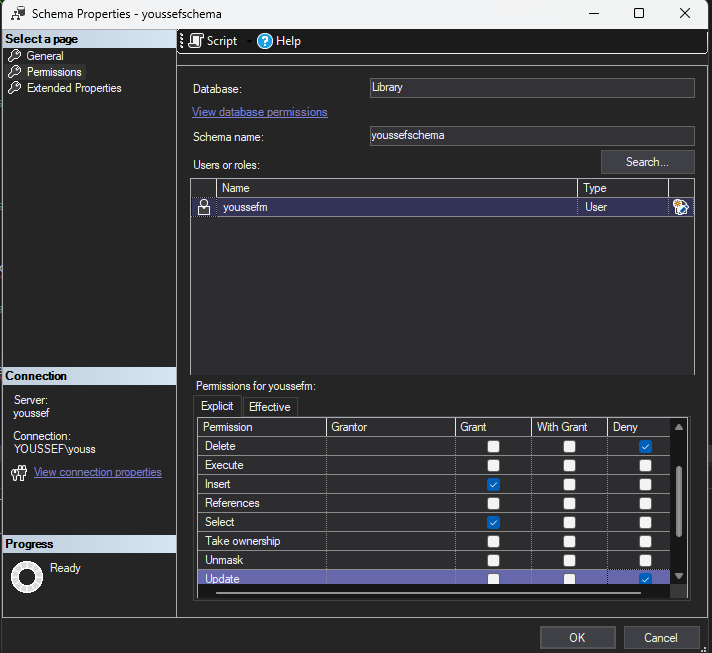 Schema Properties - youssefschema
Select a page
General
Permissions
Extended Properties
Script
Help
Database:
Library
View database permissions
Schema name:
youssefschema
Users or roles:
Search...
Name Type
youssefm User
Permissions for youssefm:
Explicit Effective
Permission Grantor Grant With Grant Deny
Delete
Execute
Insert
References
Select
Take ownership
Unmask
Update
Connection
Server:
youssef
Connection:
YOUSSEF\youss
View connection properties
Progress
Ready
OK Cancel